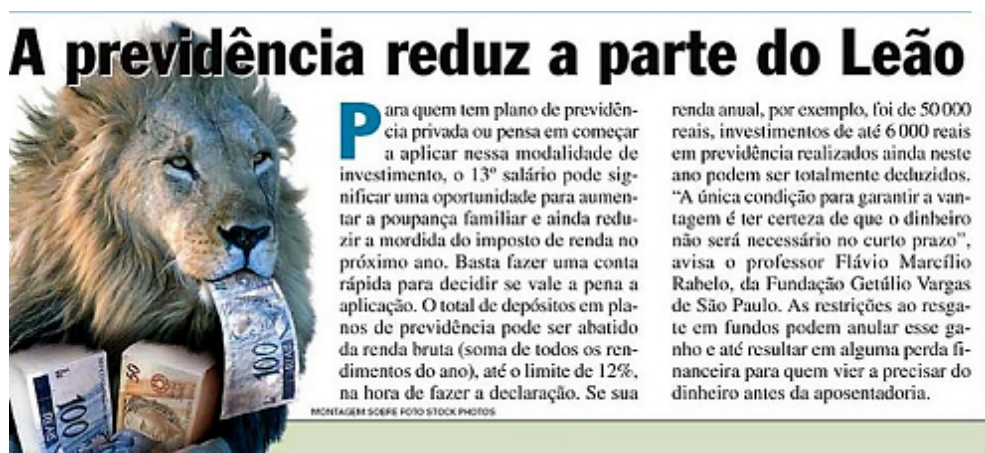 A previdência reduz a parte do Leão
Para quem tem plano de previdên-
cia privada ou pensa em começar
a aplicar nessa modalidade de
investimento, o 13º salário pode sig-
nificar uma oportunidade para aumen-
tar a poupança familiar e ainda redu-
zir a mordida do imposto de renda no
próximo ano. Basta fazer uma conta
rápida para decidir se vale a pena a
aplicação. O total de depósitos em pla-
nos de previdência pode ser abatido
da renda bruta (soma de todos os ren-
dimentos do ano), até o limite de 12%,
na hora de fazer a declaração. Se sua
renda anual, por exemplo, foi de 50 000
reais, investimentos de até 6 000 reais
em previdência realizados ainda neste
ano podem ser totalmente deduzidos.
“A única condição para garantir a van-
tagem é ter certeza de que o dinheiro
não será necessário no curto prazo”,
avisa o professor Flávio Marcílio
Rabelo, da Fundação Getúlio Vargas
de São Paulo. As restrições ao resga-
te em fundos podem anular esse ga-
nho e até resultar em alguma perda fi-
nanceira para quem vier a precisar do
dinheiro antes da aposentadoria.
MONTAGEM SOBRE FOTO STOCK PHOTOS
100
50
100
REAIS